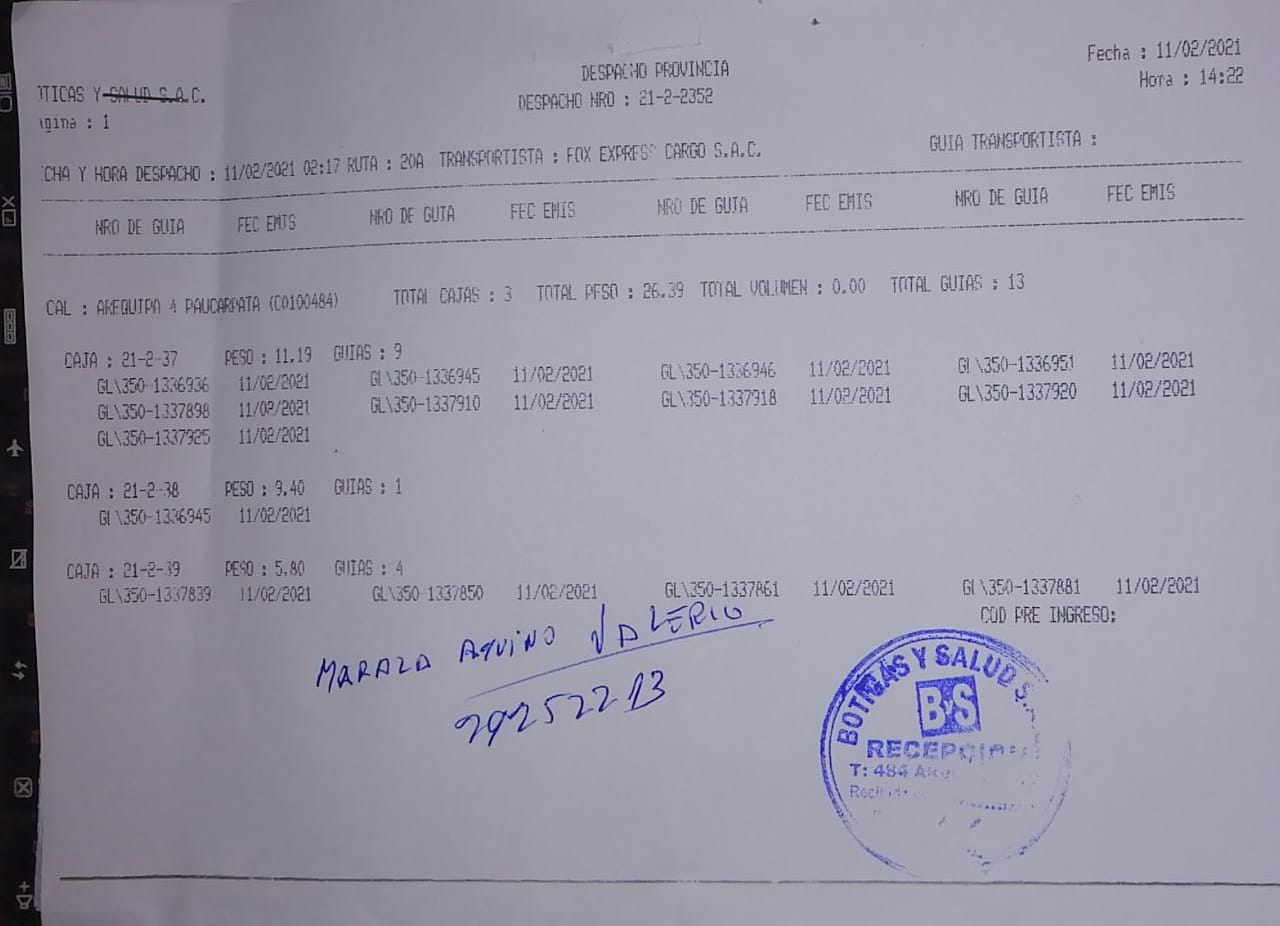 Fecha : 11/02/2021
DESPACHO PROVINCIA
Hora : 14:22
TICAS Y SALUD S.A.C.
DESPACHO NRO : 21-2-2352
gina : 1
GUIA TRANSPORTISTA :
CHA Y HORA DESPACHO : 11/02/2021 02:17 RUTA : 20A TRANSPORTISTA : FOX EXPRESS CARGO S.A.C.
NRO DE GUIA FEC EMIS NRO DE GUIA FEC EMIS NRO DE GUIA FEC EMIS NRO DE GUIA FEC EMIS
CAL : AREQUIPA 4 PAUCARPATA (C0100484) TOTAL CAJAS : 3 TOTAL PESO : 26.39 TOTAL VOLUMEN : 0.00 TOTAL GUIAS : 13
CAJA : 21-2-37 PESO : 11.19 GUIAS : 9
GL\350-1336936 11/02/2021 GL\350-1336945 11/02/2021 GL\350-1336946 11/02/2021 GL\350-1336951 11/02/2021
GL\350-1337898 11/02/2021 GL\350-1337910 11/02/2021 GL\350-1337918 11/02/2021 GL\350-1337920 11/02/2021
GL\350-1337925 11/02/2021
CAJA : 21-2-38 PESO : 9.40 GUIAS : 1
GL\350-1336945 11/02/2021
CAJA : 21-2-39 PESO : 5.80 GUIAS : 4
GL\350-1337839 11/02/2021 GL\350-1337850 11/02/2021 GL\350-1337861 11/02/2021 GL\350-1337881 11/02/2021
COD PRE INGRESO:
AQUINO VALERIO
29252213
BOTICAS Y SALUD S.A.
B&S
T: 484